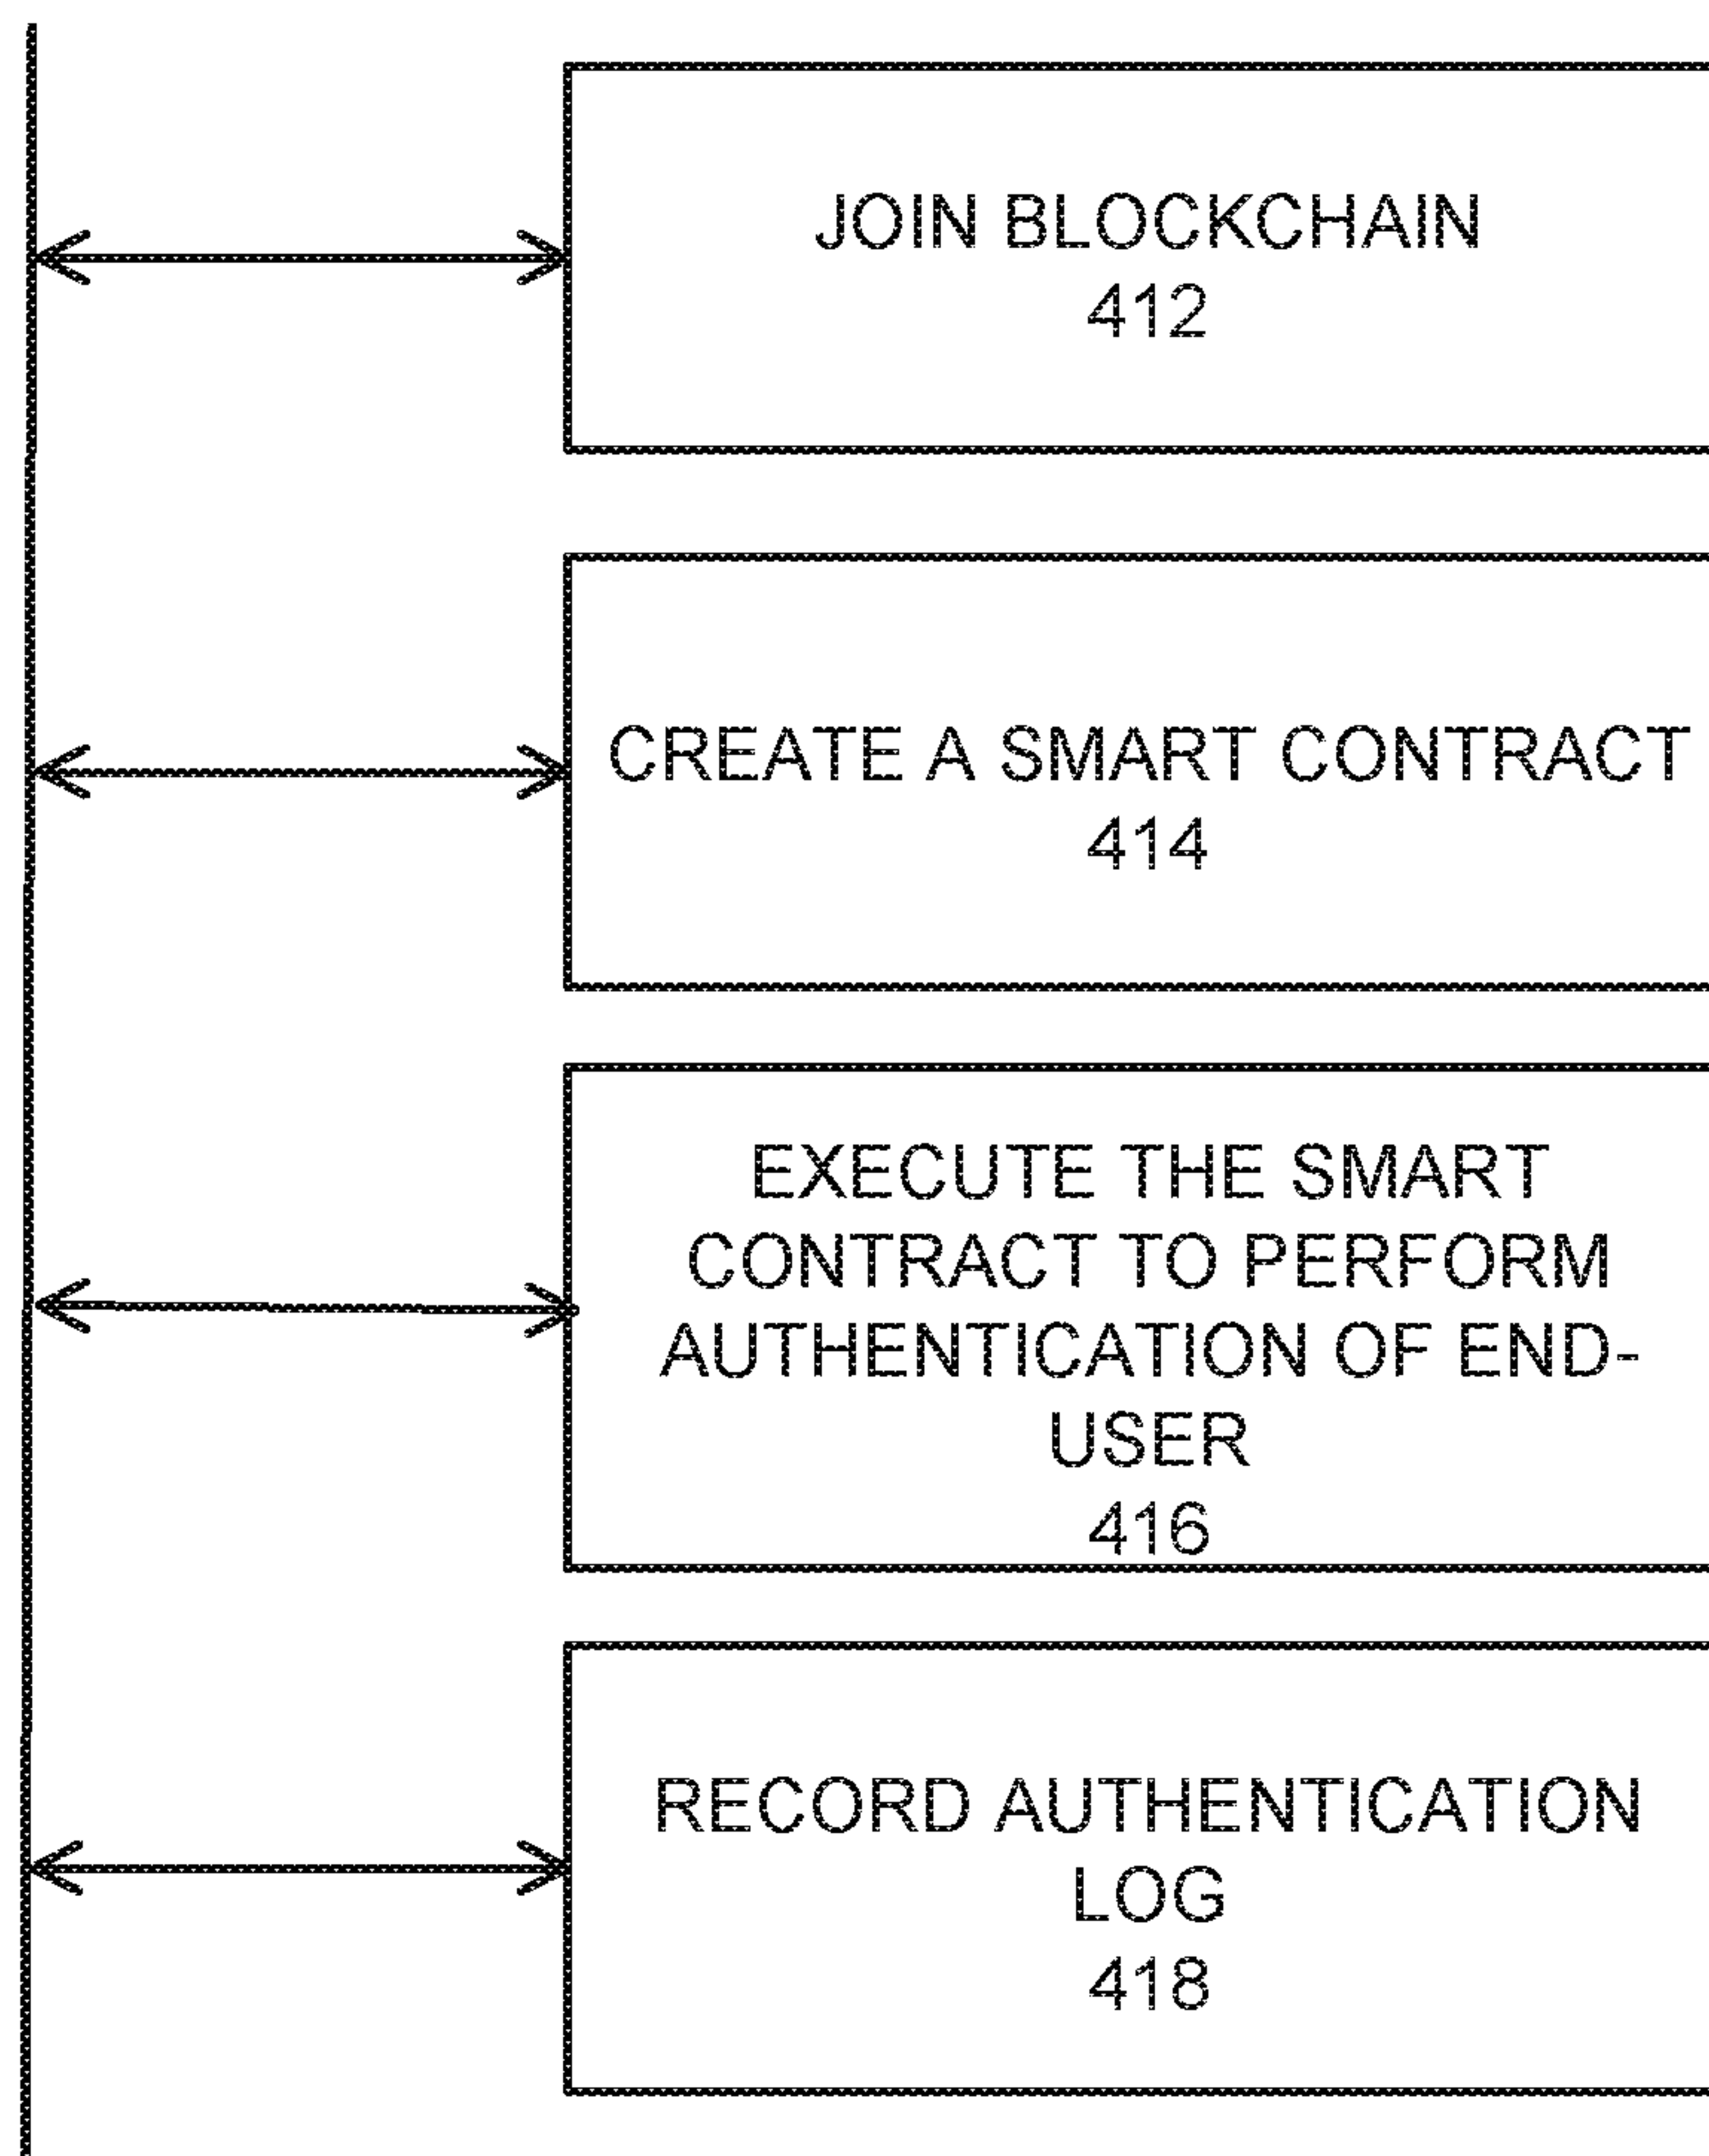 JOIN BLOCKCHAIN
412
CREATE A SMART CONTRACT
414
EXECUTE THE SMART
CONTRACT TO PERFORM
AUTHENTICATION OF END-
USER
416
RECORD AUTHENTICATION
LOG
418